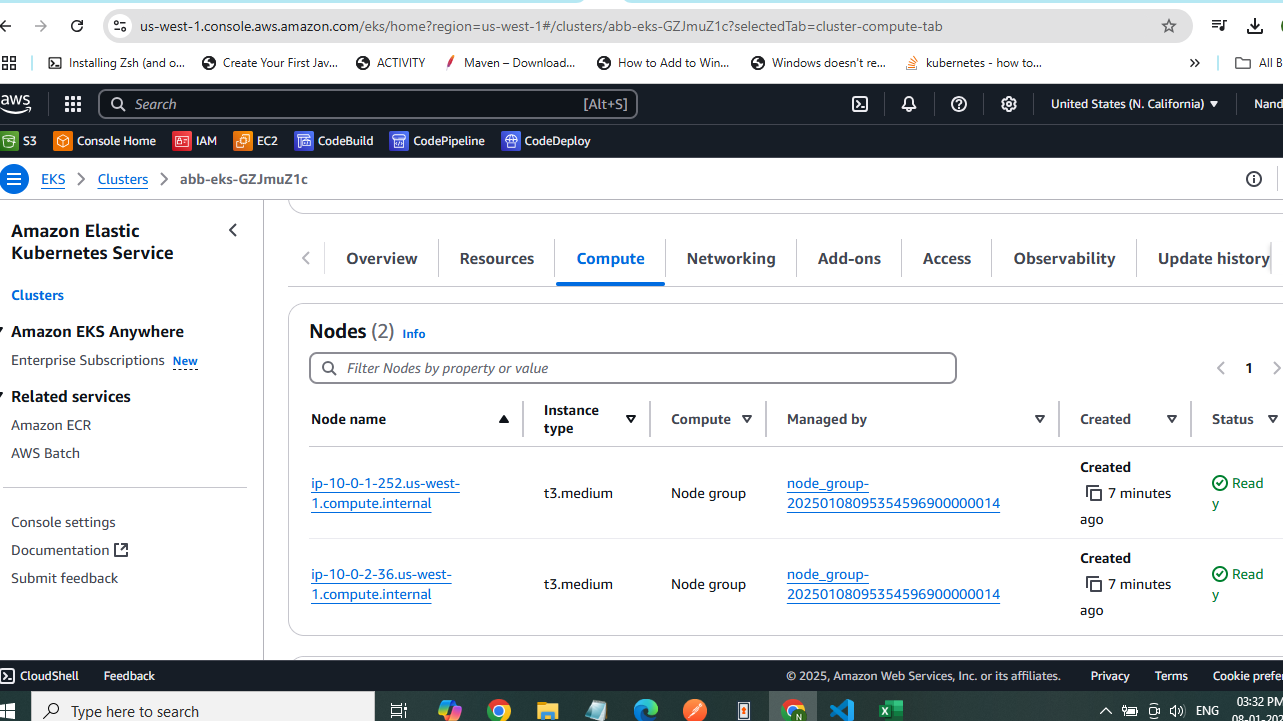 us-west-1.console.aws.amazon.com/eks/home?region=us-west-1#/clusters/abb-eks-GZJmuZ1c?selectedTab=cluster-compute-tab
Installing Zsh (and o... Create Your First Jav... ACTIVITY Maven – Download... How to Add to Win... Windows doesn't re... kubernetes - how to... » All B
aws Search [Alt+S] United States (N. California) Nand
S3 Console Home IAM EC2 CodeBuild CodePipeline CodeDeploy
EKS Clusters abb-eks-GZJmuZ1c
Amazon Elastic
Kubernetes Service
Clusters
Amazon EKS Anywhere
Enterprise Subscriptions New
Related services
Amazon ECR
AWS Batch
Console settings
Documentation
Submit feedback
Overview Resources Compute Networking Add-ons Access Observability Update history
Nodes (2) Info
Filter Nodes by property or value
1
Node name Instance type Compute Managed by Created Status
ip-10-0-1-252.us-west-
1.compute.internal
t3.medium
Node group
node_group-
20250108095354596900000014
Created
7 minutes
ago
Read
y
ip-10-0-2-36.us-west-
1.compute.internal
t3.medium
Node group
node_group-
20250108095354596900000014
Created
7 minutes
ago
Read
y
CloudShell Feedback © 2025, Amazon Web Services, Inc. or its affiliates. Privacy Terms Cookie prefer
Type here to search
N
ENG
03:32 PM
08-01-202